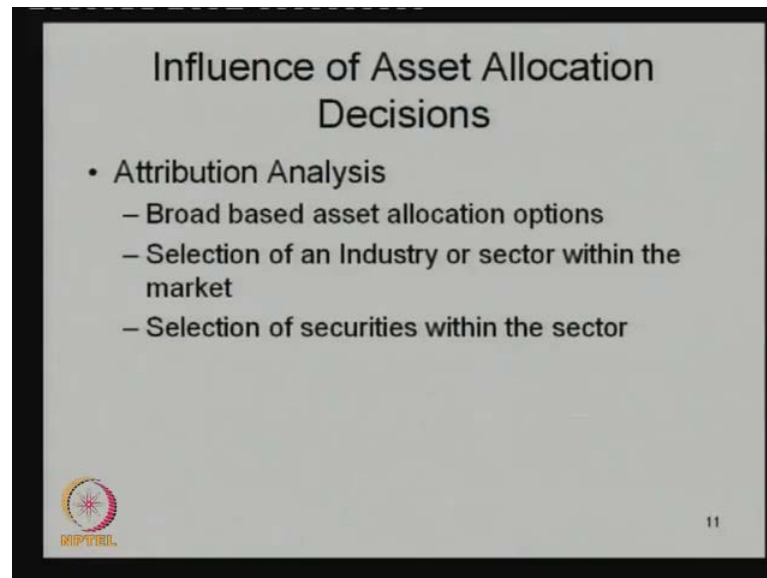 Influence of Asset Allocation
Decisions
• Attribution Analysis
– Broad based asset allocation options
– Selection of an Industry or sector within the
market
– Selection of securities within the sector
NPTEL
11